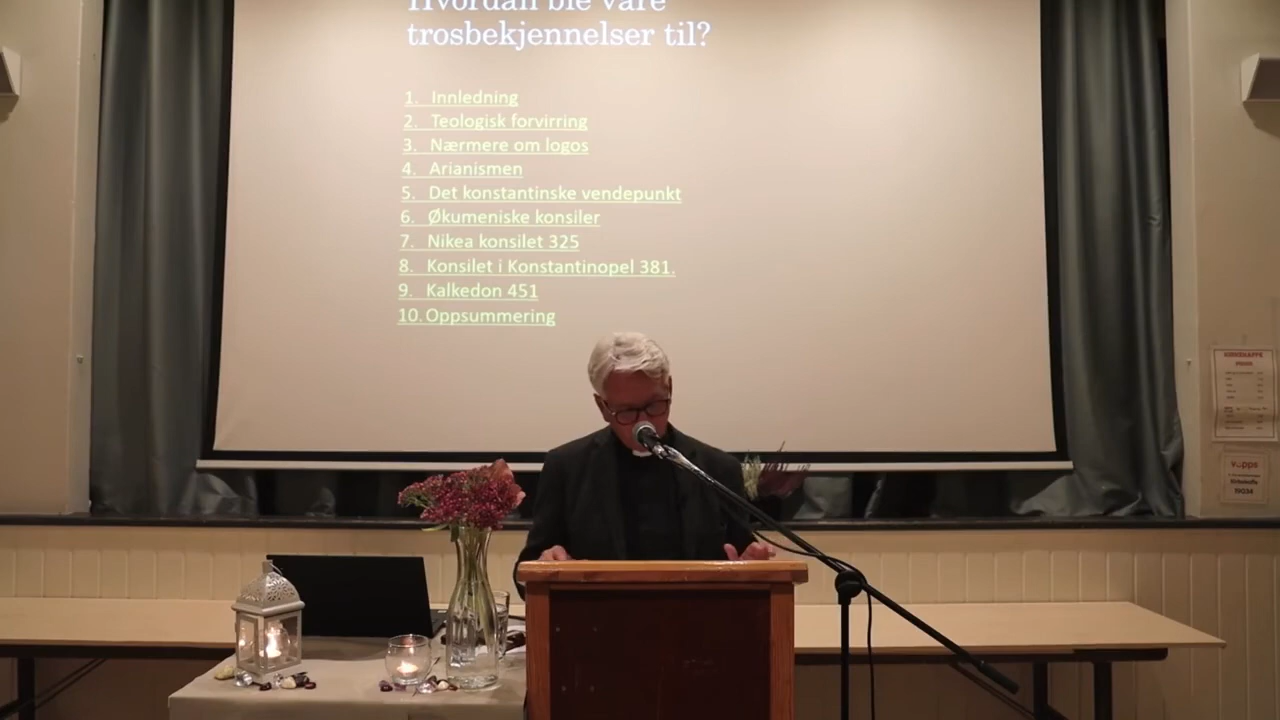 Hvordan ble våre
trosbekjennelser til?
1. Innledning
2. Teologisk forvirring
3. Nærmere om logos
4. Arianismen
5. Det konstantinske vendepunkt
6. Økumeniske konsiler
7. Nikea konsilet 325
8. Konsilet i Konstantinopel 381.
9. Kalkedon 451
10. Oppsummering
vipps